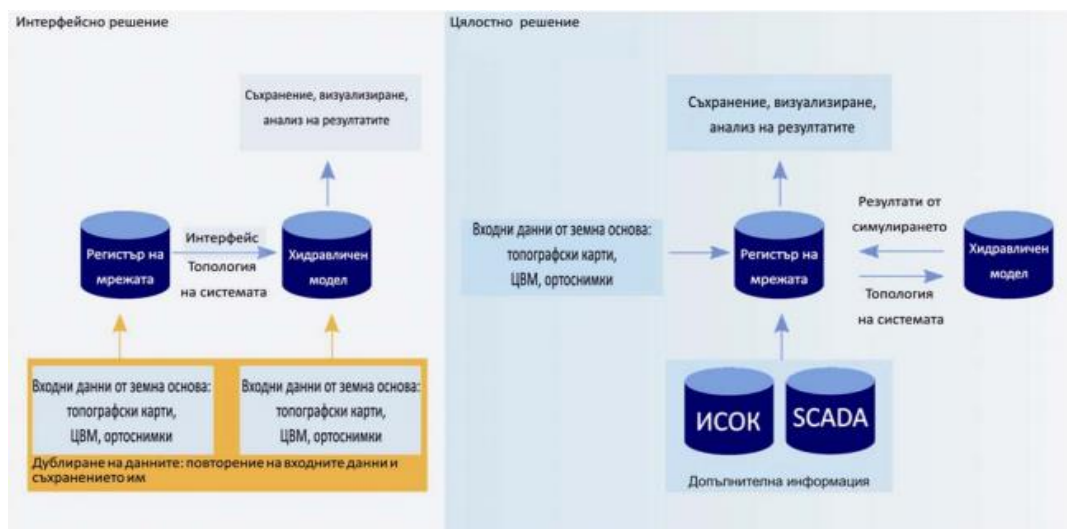 Интерфейсно решение
Съхранение, визуализиране,
анализ на резултатите
Регистър на
мрежата
Интерфейс
Топология
на системата
Хидравличен
модел
Входни данни от земна основа:
топографски карти,
ЦВМ, ортоснимки
Входни данни от земна основа:
топографски карти,
ЦВМ, ортоснимки
Дублиране на данните: повторение на входните данни и
съхранението им
Цялостно решение
Съхранение, визуализиране,
анализ на резултатите
Входни данни от земна основа:
топографски карти,
ЦВМ, ортоснимки
Регистър на
мрежата
Резултати от
симулирането
Топология
на системата
Хидравличен
модел
ИСОК
SCADA
Допълнителна информация